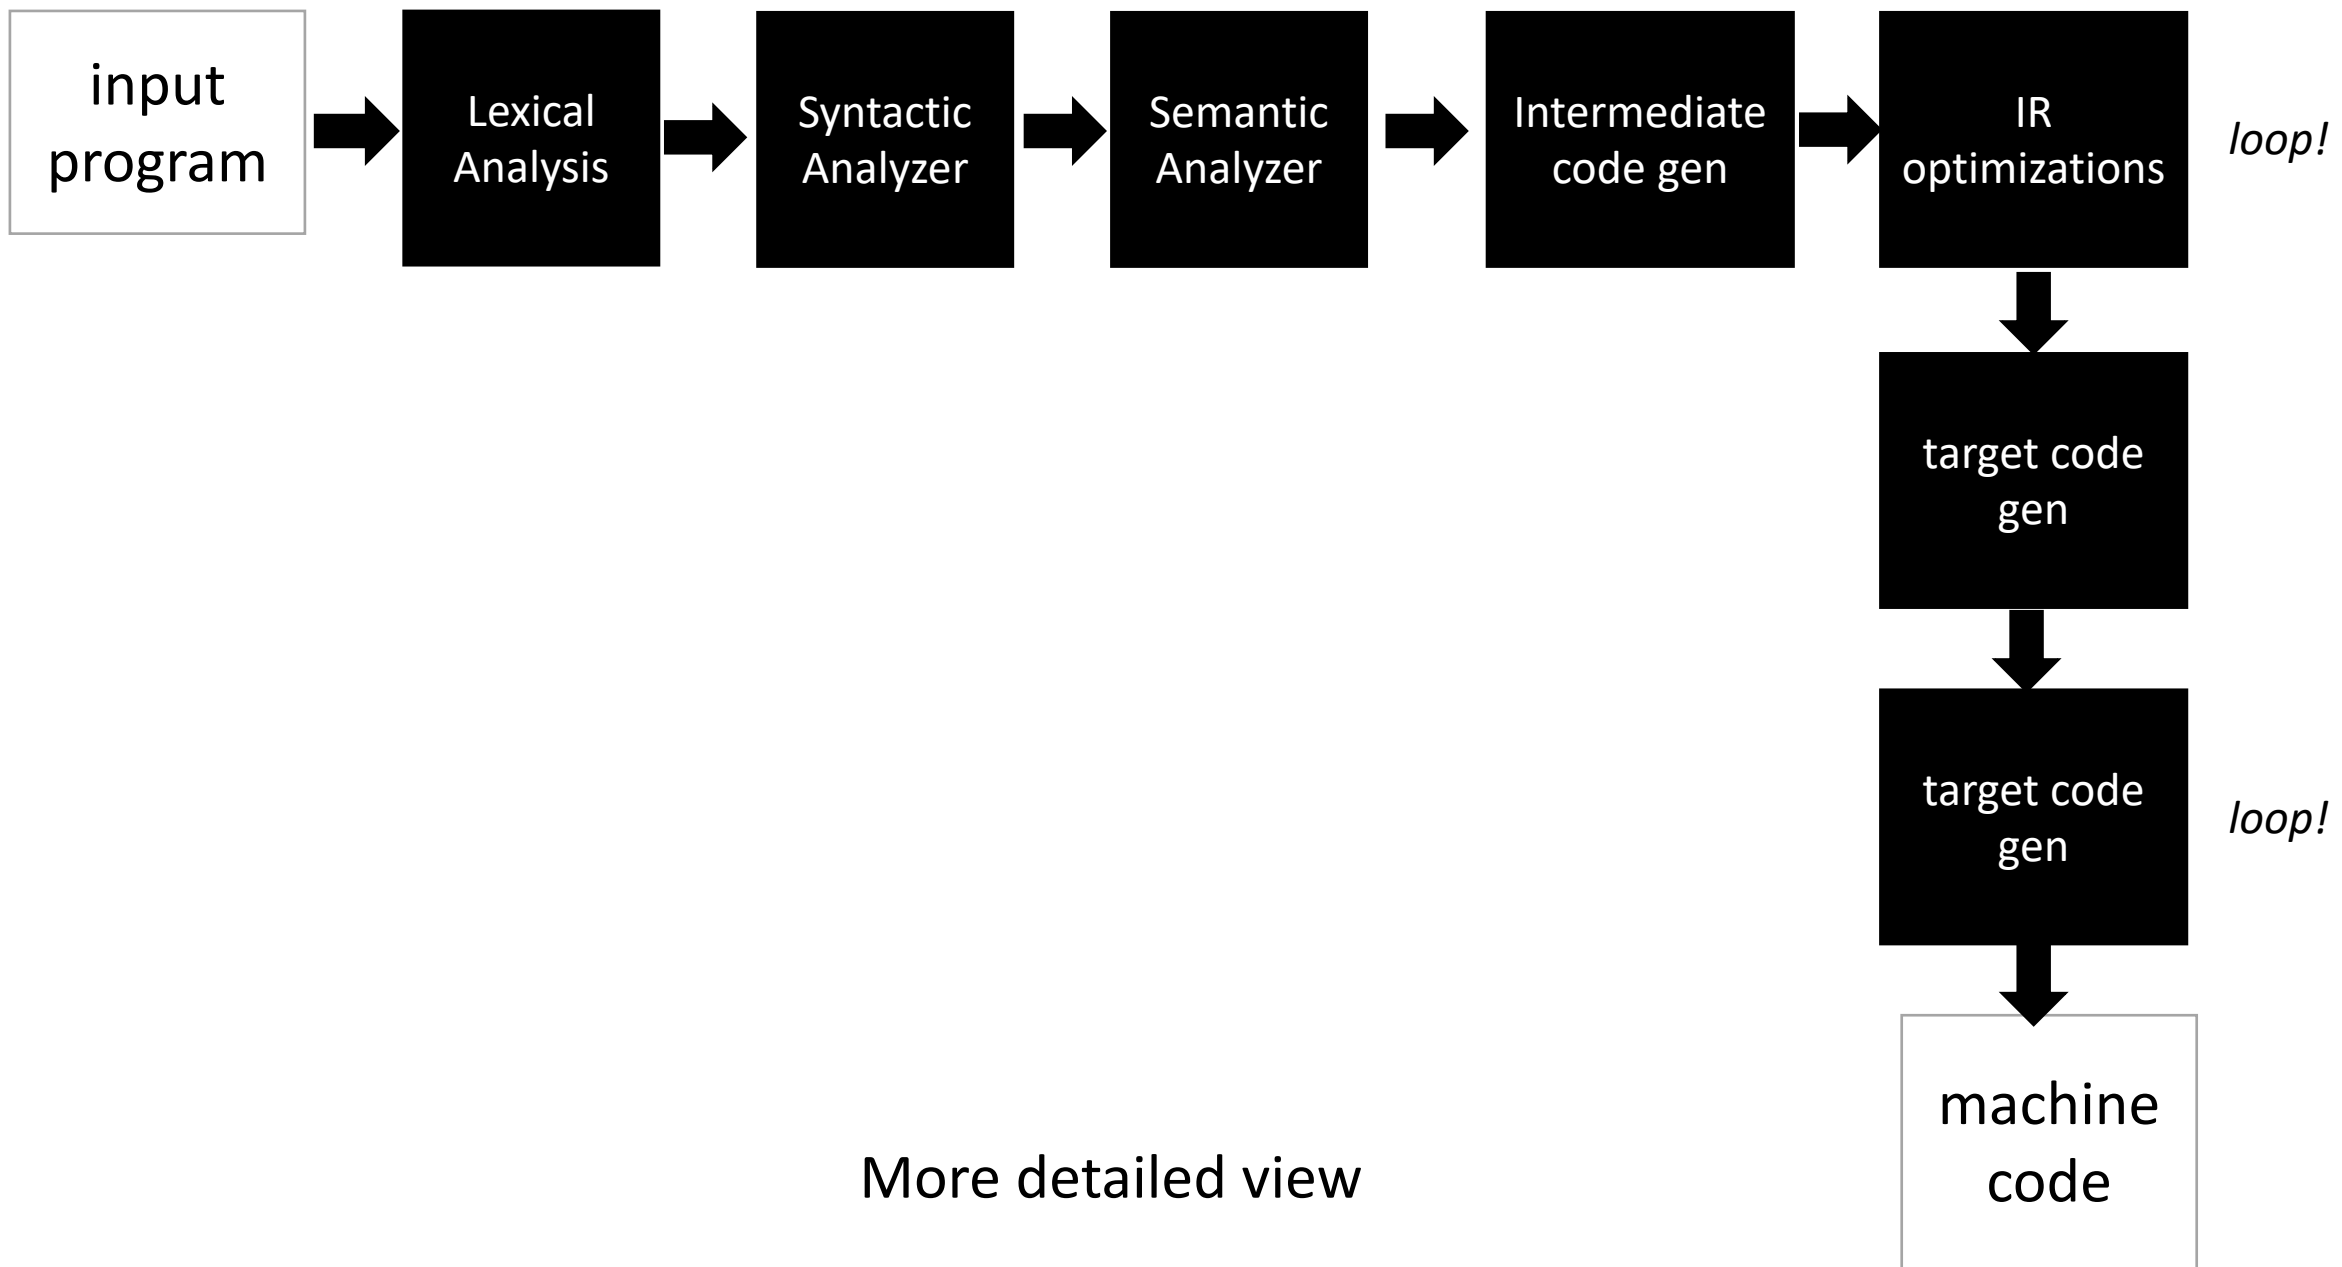 input
program
Lexical
Analysis
Syntactic
Analyzer
Semantic
Analyzer
Intermediate
code gen
IR
optimizations
loop!
target code
gen
target code
gen
loop!
machine
code
More detailed view